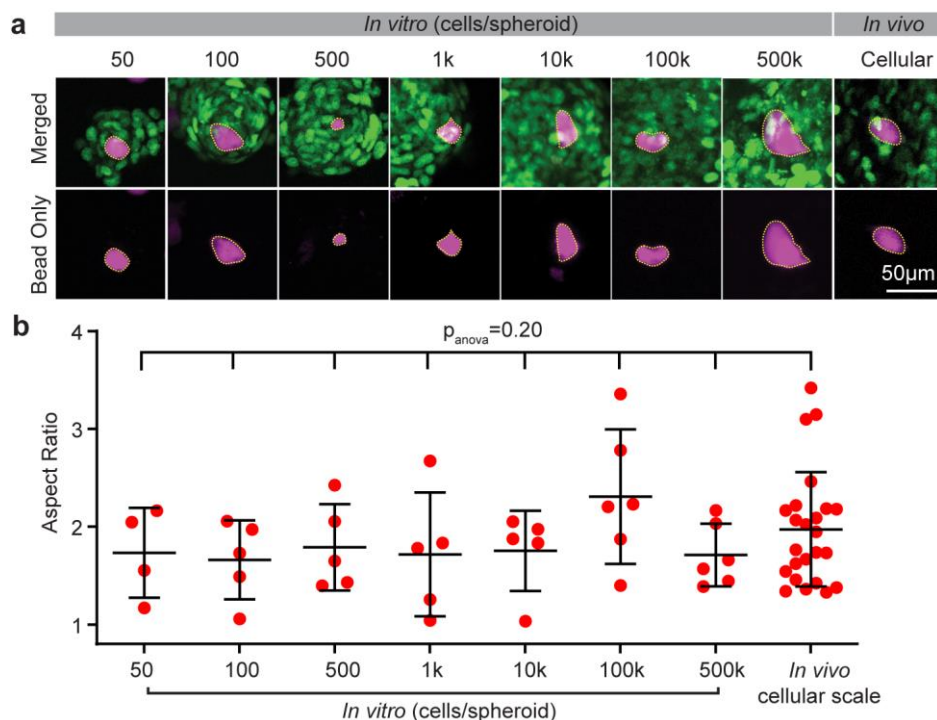 a
In vitro (cells/spheroid) In vivo
50 100 500 1k 10k 100k 500k Cellular
Merged
Bead Only
50μm
b
4
p_anova=0.20
3
Aspect Ratio
2
1
50 100 500 1k 10k 100k 500k In vivo
cellular scale
In vitro (cells/spheroid)